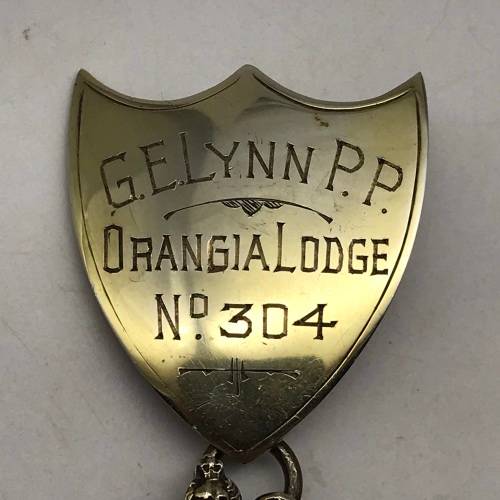 G.E. LYNN P.P.
ORANGIA LODGE
Nº 304